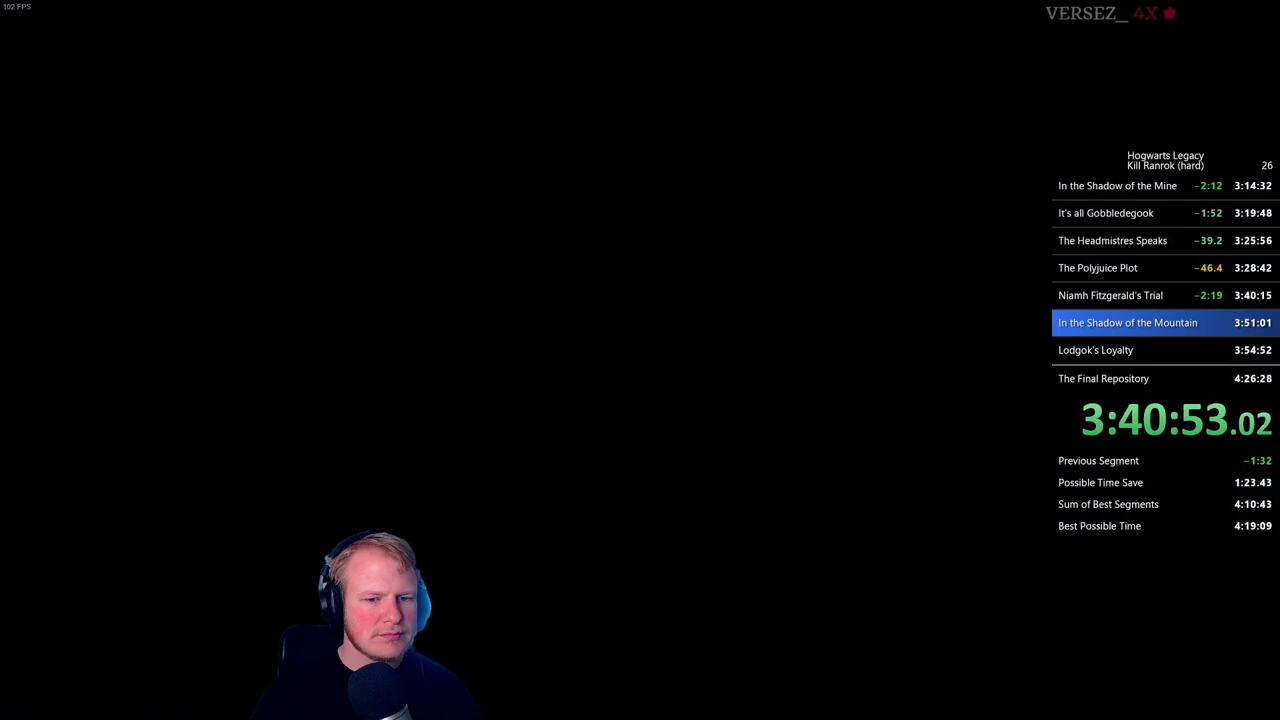 102 FPS
VERSEZ_ 4X
Hogwarts Legacy
Kill Ranrok (hard) 26
In the Shadow of the Mine -2:12 3:14:32
It's all Gobbledegook -1:52 3:19:48
The Headmistres Speaks -39.2 3:25:56
The Polyjuice Plot -46.4 3:28:42
Niamh Fitzgerald's Trial -2:19 3:40:15
In the Shadow of the Mountain 3:51:01
Lodgok's Loyalty 3:54:52
The Final Repository 4:26:28
3:40:53.02
Previous Segment -1:32
Possible Time Save 1:23.43
Sum of Best Segments 4:10:43
Best Possible Time 4:19:09